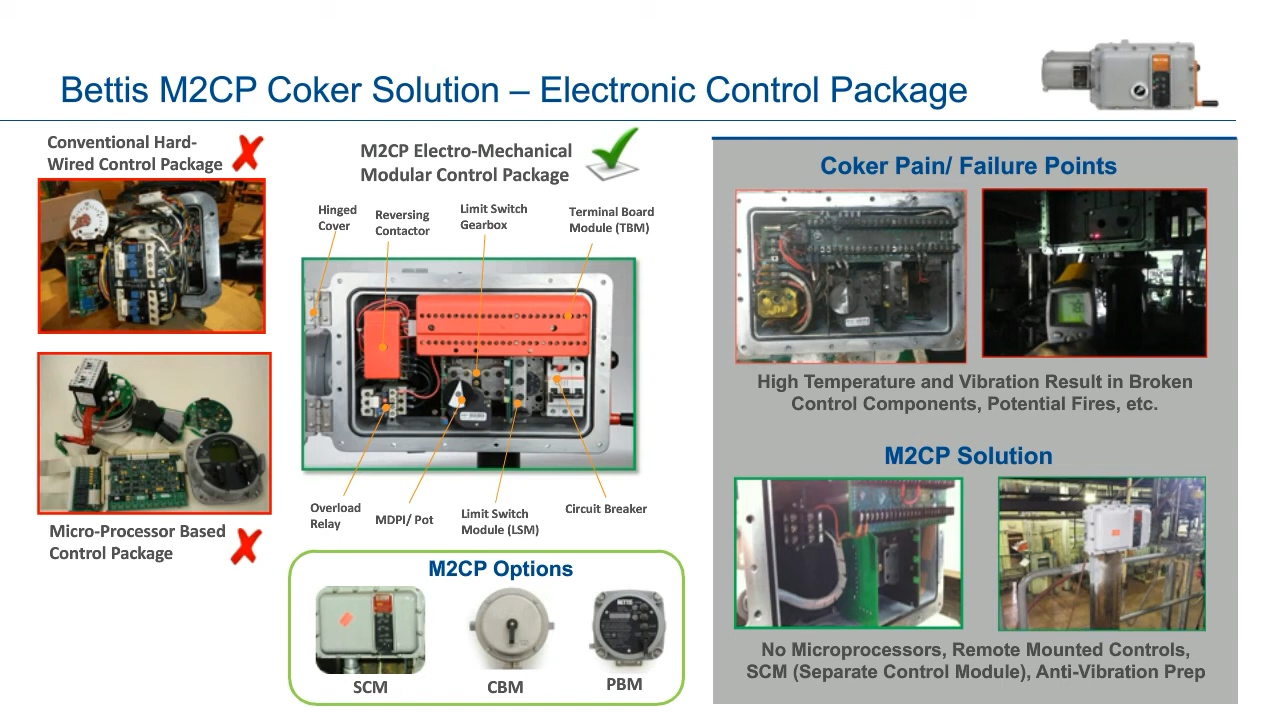 Bettis M2CP Coker Solution – Electronic Control Package
Conventional Hard-
Wired Control Package
Micro-Processor Based
Control Package
M2CP Electro-Mechanical
Modular Control Package
Hinged
Cover
Reversing
Contactor
Limit Switch
Gearbox
Terminal Board
Module (TBM)
Overload
Relay
MDPI/ Pot
Limit Switch
Module (LSM)
Circuit Breaker
M2CP Options
BETTIS
SCM
CBM
PBM
Coker Pain/ Failure Points
High Temperature and Vibration Result in Broken
Control Components, Potential Fires, etc.
M2CP Solution
No Microprocessors, Remote Mounted Controls,
SCM (Separate Control Module), Anti-Vibration Prep